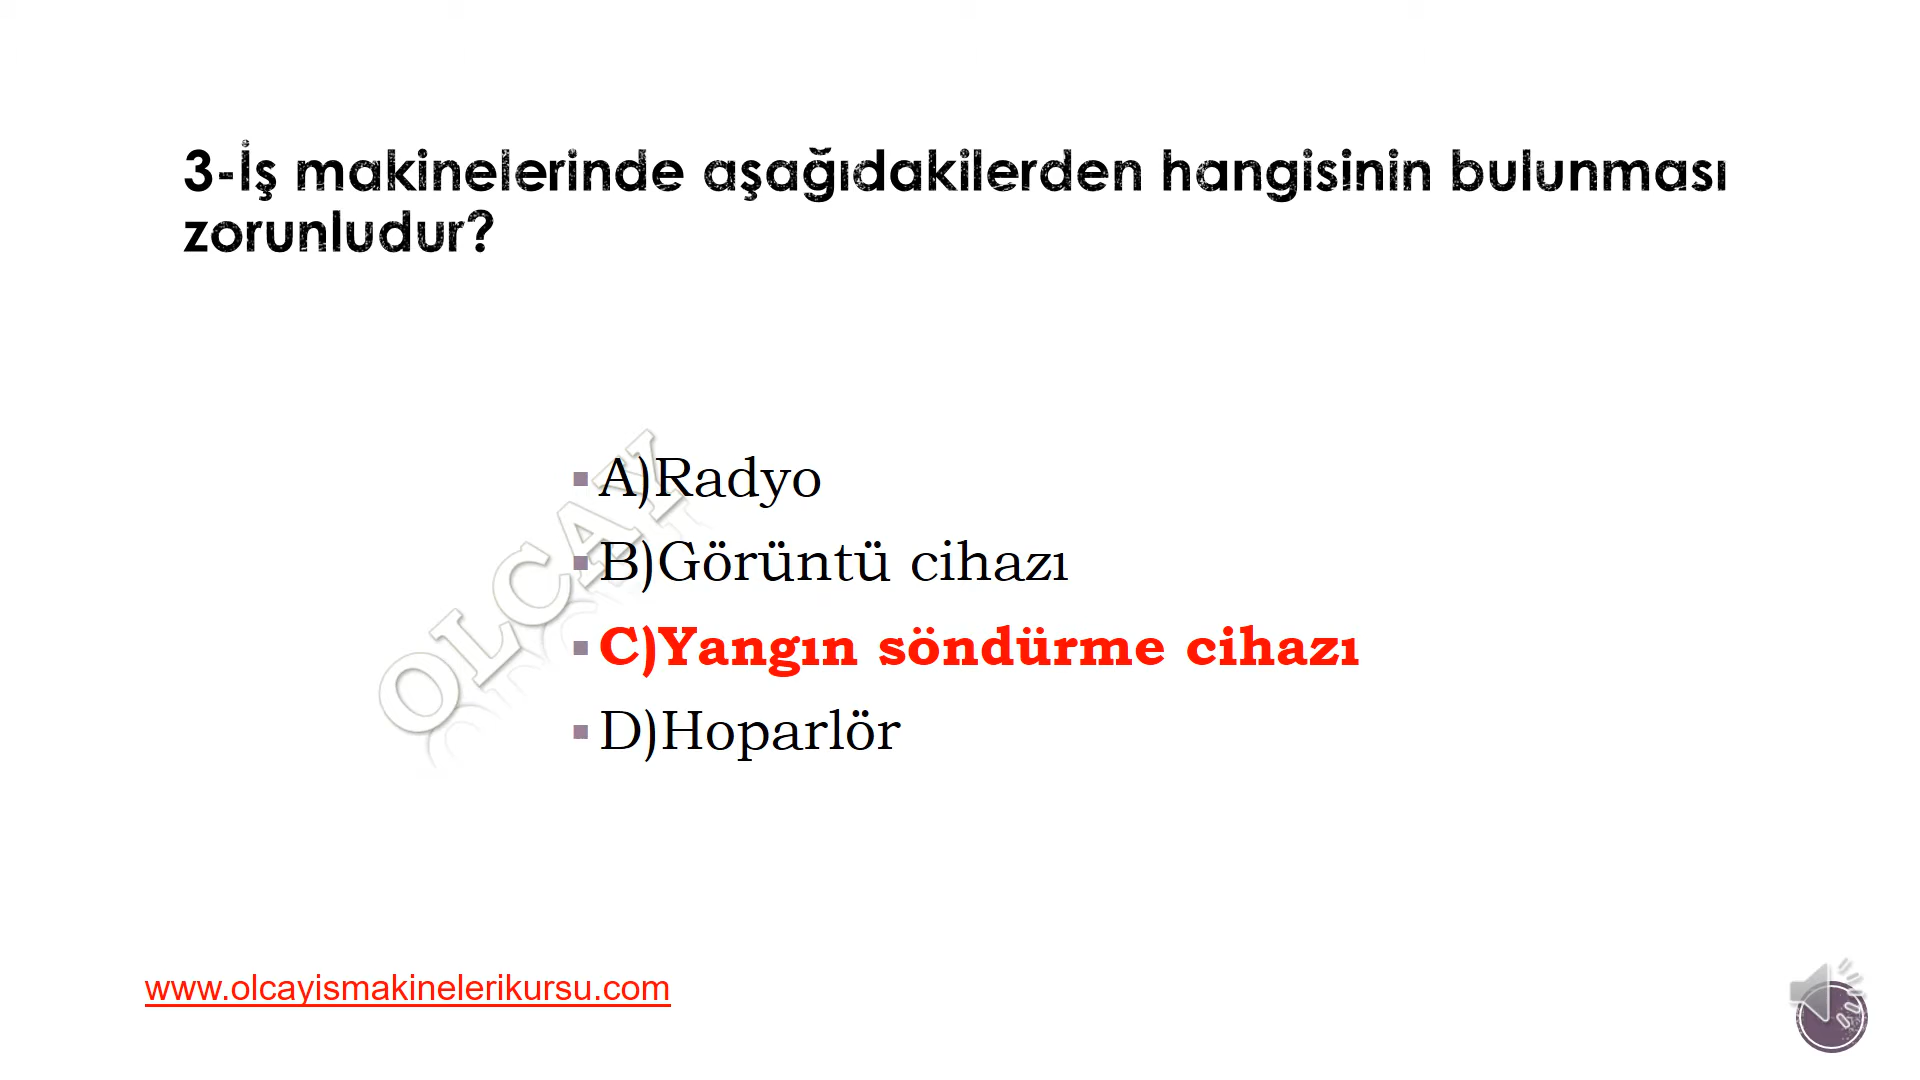 3-İş makinelerinde aşağıdakilerden hangisinin bulunması
zorunludur?
A)Radyo
B)Görüntü cihazı
C)Yangın söndürme cihazı
D)Hoparlör
OLCAY
www.olcayismakinelerikursu.com